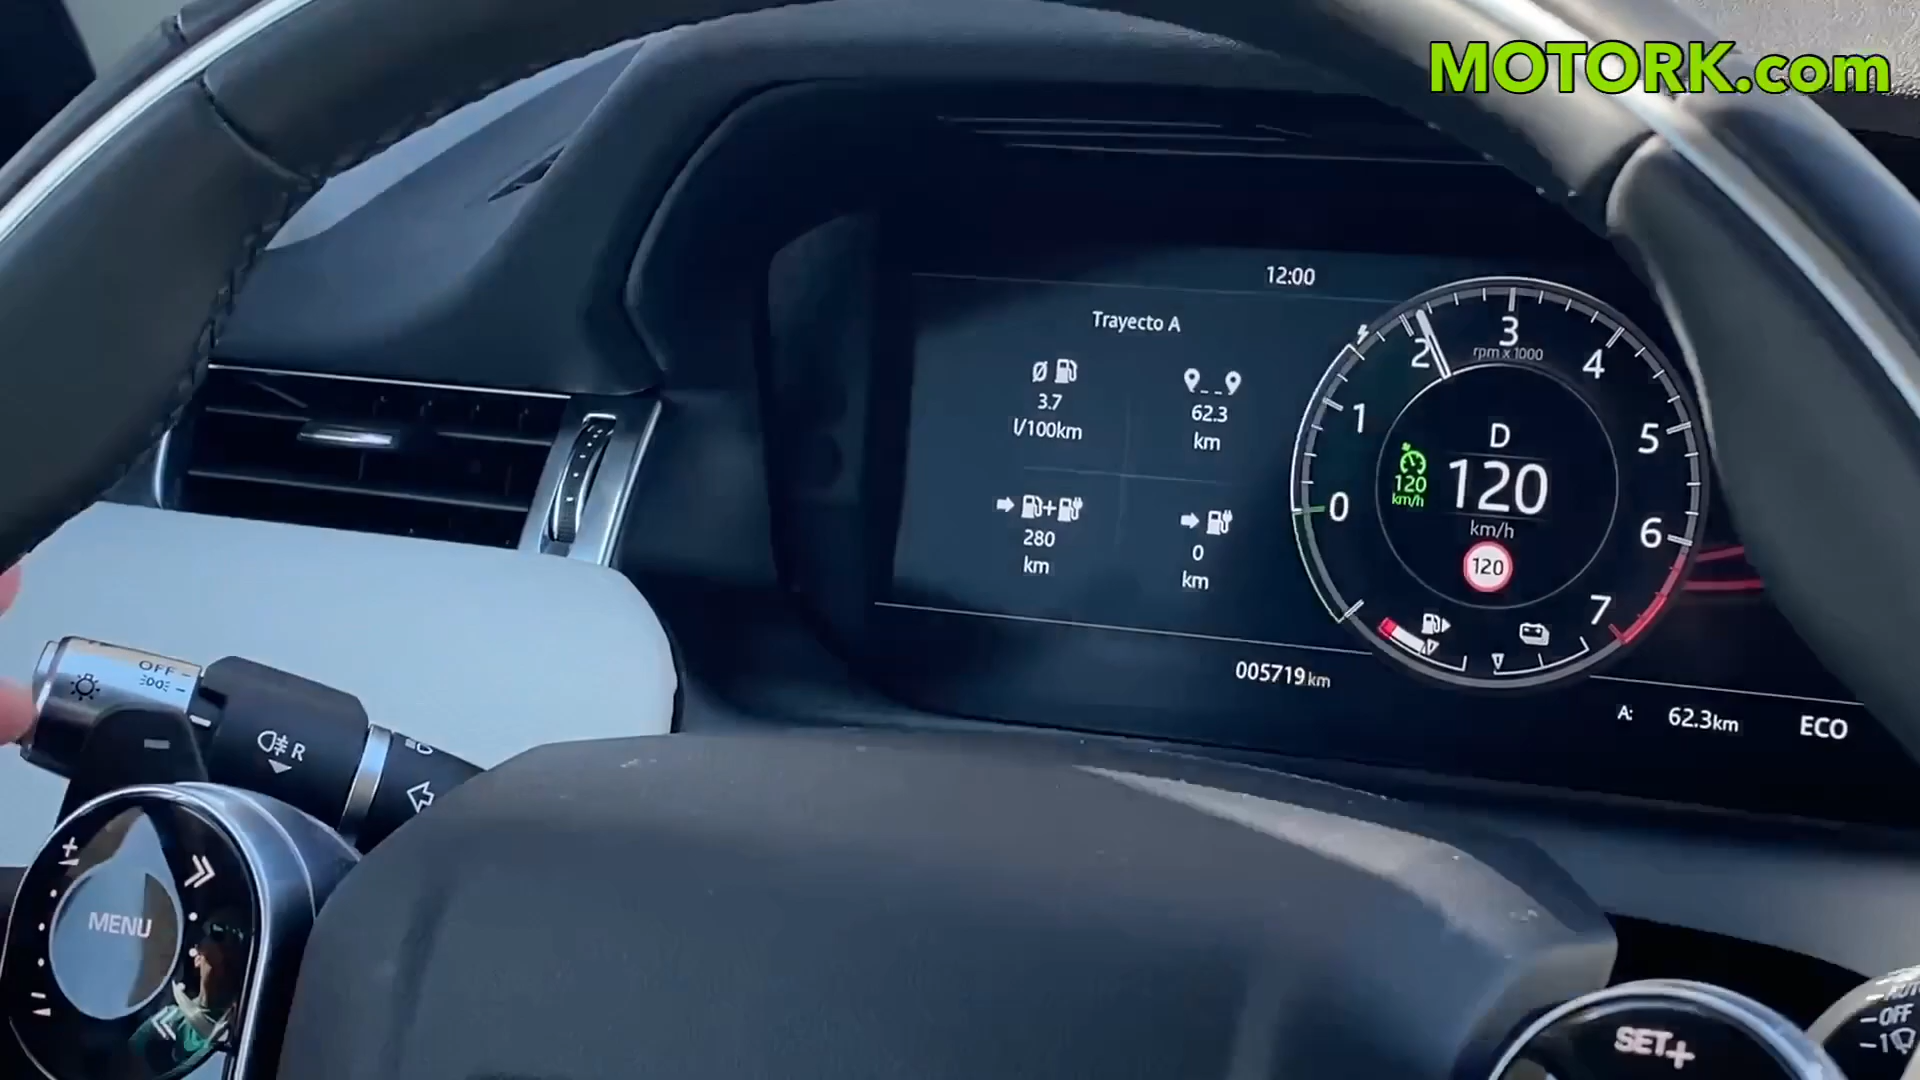 MOTORK.com
12:00
Trayecto A
3.7
l/100km
62.3
km
280
km
0
km
005719 km
0
1
2
3
4
5
6
7
rpm x 1000
D
120
km/h
120
km/h
120
A: 62.3km
ECO
OFF
R
MENU
SET+
AUTO
OFF
1